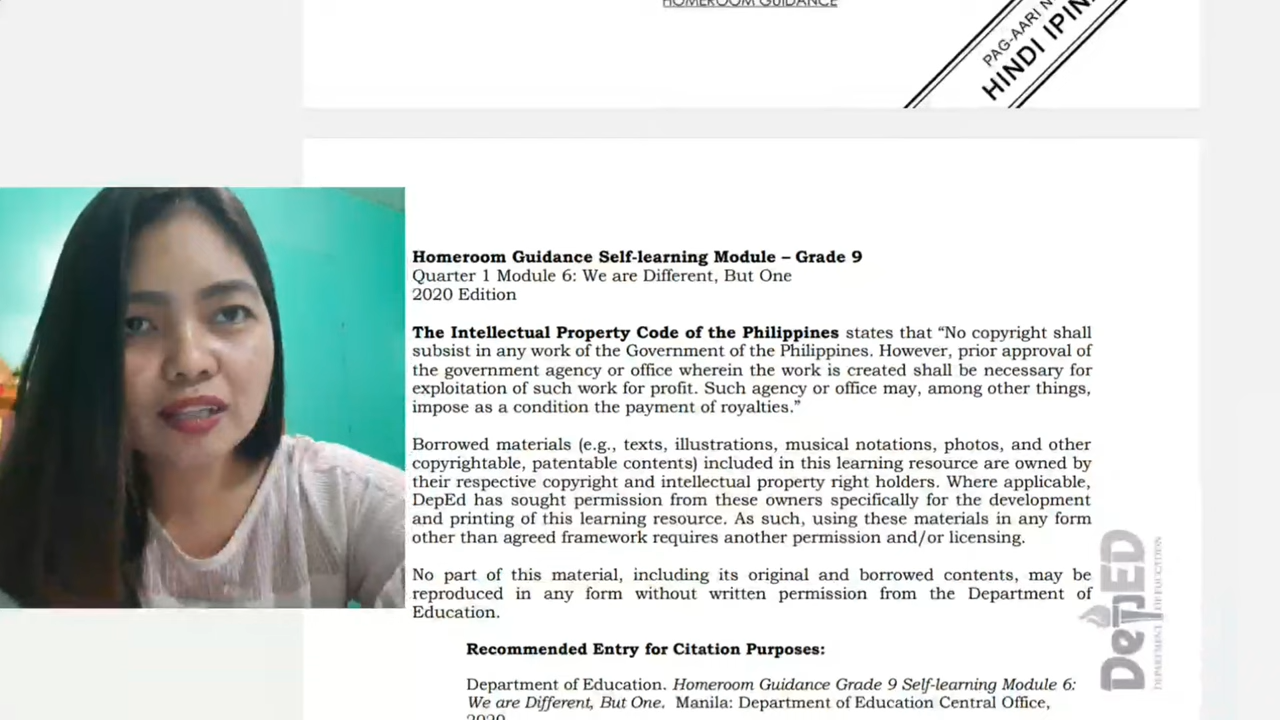 HOMEROOM GUIDANCE
PAG-AARI N
HINDI IPIN
Homeroom Guidance Self-learning Module – Grade 9
Quarter 1 Module 6: We are Different, But One
2020 Edition
The Intellectual Property Code of the Philippines states that “No copyright shall
subsist in any work of the Government of the Philippines. However, prior approval of
the government agency or office wherein the work is created shall be necessary for
exploitation of such work for profit. Such agency or office may, among other things,
impose as a condition the payment of royalties.”
Borrowed materials (e.g., texts, illustrations, musical notations, photos, and other
copyrightable, patentable contents) included in this learning resource are owned by
their respective copyright and intellectual property right holders. Where applicable,
DepEd has sought permission from these owners specifically for the development
and printing of this learning resource. As such, using these materials in any form
other than agreed framework requires another permission and/or licensing.
No part of this material, including its original and borrowed contents, may be
reproduced in any form without written permission from the Department of
Education.
Recommended Entry for Citation Purposes:
Department of Education. Homeroom Guidance Grade 9 Self-learning Module 6:
We are Different, But One. Manila: Department of Education Central Office,
2020
DepED
DEPARTMENT OF EDUCATION